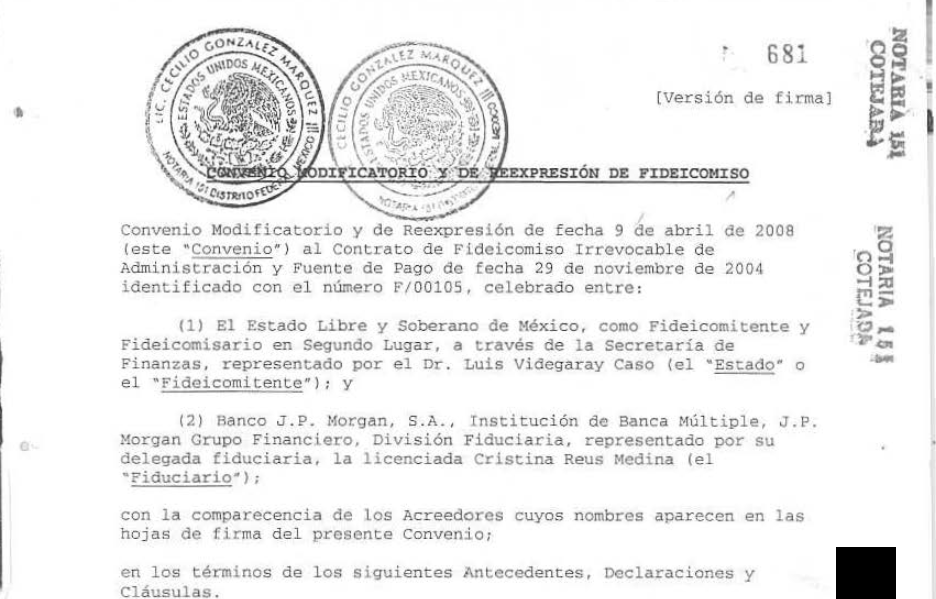 LIC. CECILIO GONZALEZ MARQUEZ
ESTADOS UNIDOS MEXICANOS
NOTARIA 151 DISTRITO FEDERAL, MEXICO
CECILIO GONZALEZ MARQUEZ
ESTADOS UNIDOS MEXICANOS
NOTARIA 151
681
[Versión de firma]
NOTARIA 151
COTEJADA
CONVENIO MODIFICATORIO Y DE REEXPRESIÓN DE FIDEICOMISO
Convenio Modificatorio y de Reexpresión de fecha 9 de abril de 2008
(este "Convenio") al Contrato de Fideicomiso Irrevocable de
Administración y Fuente de Pago de fecha 29 de noviembre de 2004
identificado con el número F/00105, celebrado entre:
NOTARIA 151
COTEJADA
(1) El Estado Libre y Soberano de México, como Fideicomitente y
Fideicomisario en Segundo Lugar, a través de la Secretaría de
Finanzas, representado por el Dr. Luis Videgaray Caso (el "Estado" o
el "Fideicomitente"); y
(2) Banco J.P. Morgan, S.A., Institución de Banca Múltiple, J.P.
Morgan Grupo Financiero, División Fiduciaria, representado por su
delegada fiduciaria, la licenciada Cristina Reus Medina (el
"Fiduciario");
con la comparecencia de los Acreedores cuyos nombres aparecen en las
hojas de firma del presente Convenio;
en los términos de los siguientes Antecedentes, Declaraciones y
Cláusulas.